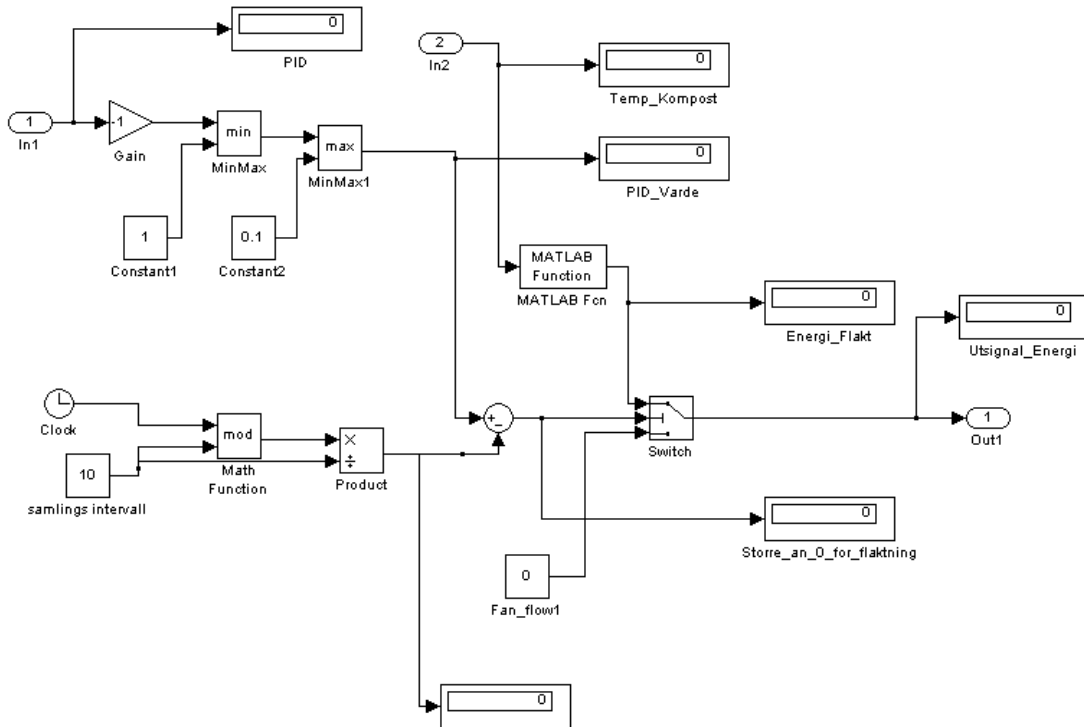 0
PID
2
In2
0
Temp_Kompost
1
In1
-1
Gain
min
MinMax
max
MinMax1
0
PID_Varde
1
Constant1
0.1
Constant2
MATLAB
Function
MATLAB Fcn
0
Energi_Flakt
0
Utsignal_Energi
Clock
mod
Math
Function
10
samlings intervall
×
÷
Product
+
−
Switch
1
Out1
0
Storre_an_0_for_flaktning
0
Fan_flow1
0